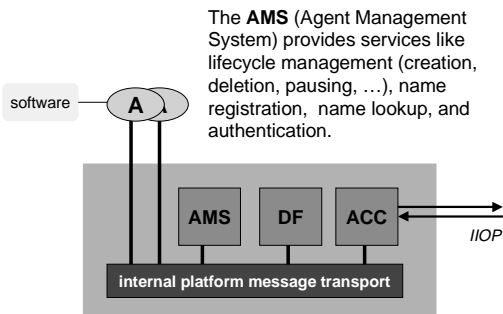 The AMS (Agent Management
System) provides services like
lifecycle management (creation,
deletion, pausing, …), name
registration, name lookup, and
authentication.
software
A A
AMS DF ACC
IIOP
internal platform message transport